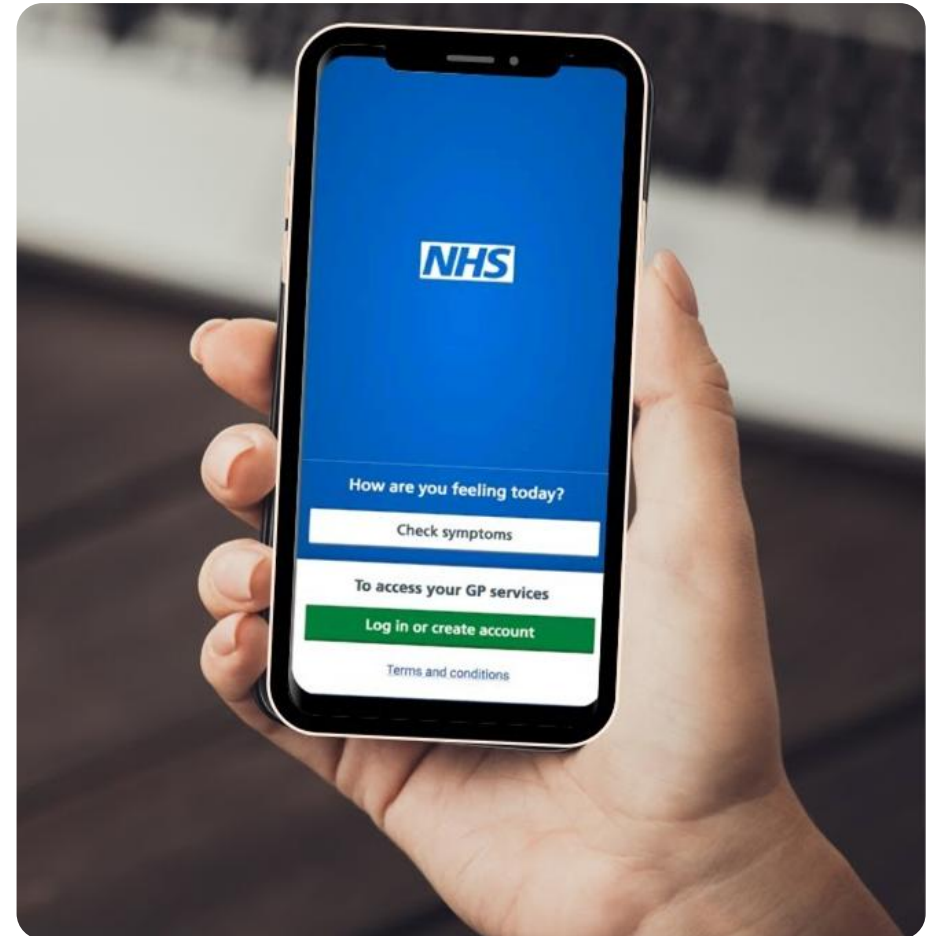 NHS
How are you feeling today?
Check symptoms
To access your GP services
Log in or create account
Terms and conditions